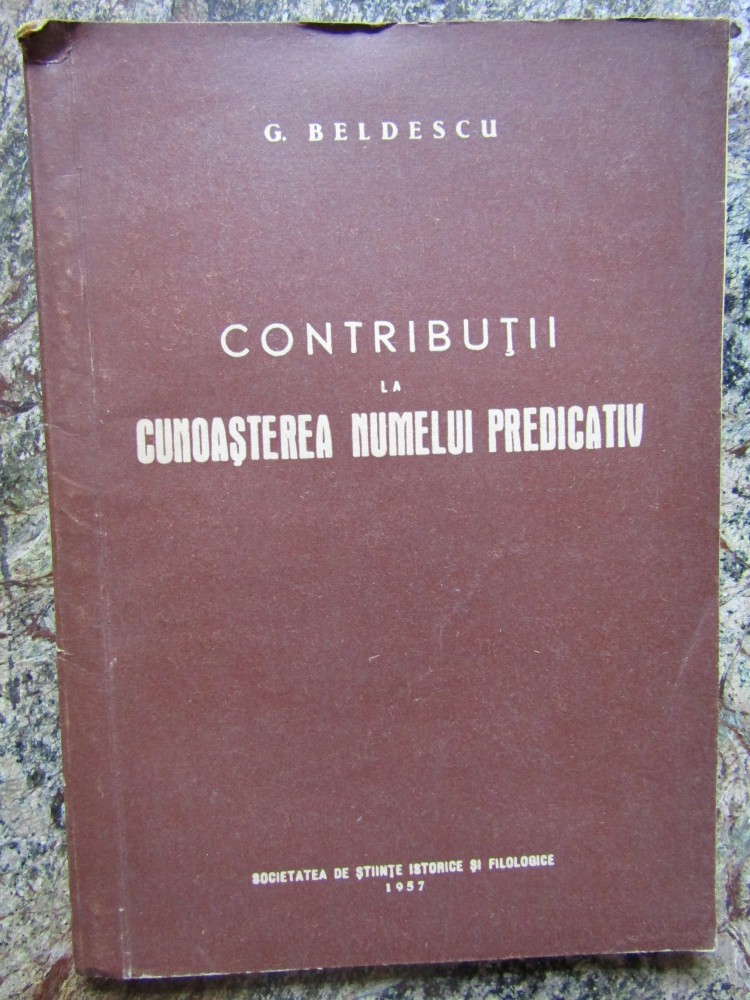 G. BELDESCU
CONTRIBUŢII
LA
CUNOAŞTEREA NUMELUI PREDICATIV
SOCIETATEA DE ŞTIINŢE ISTORICE ŞI FILOLOGICE
1957